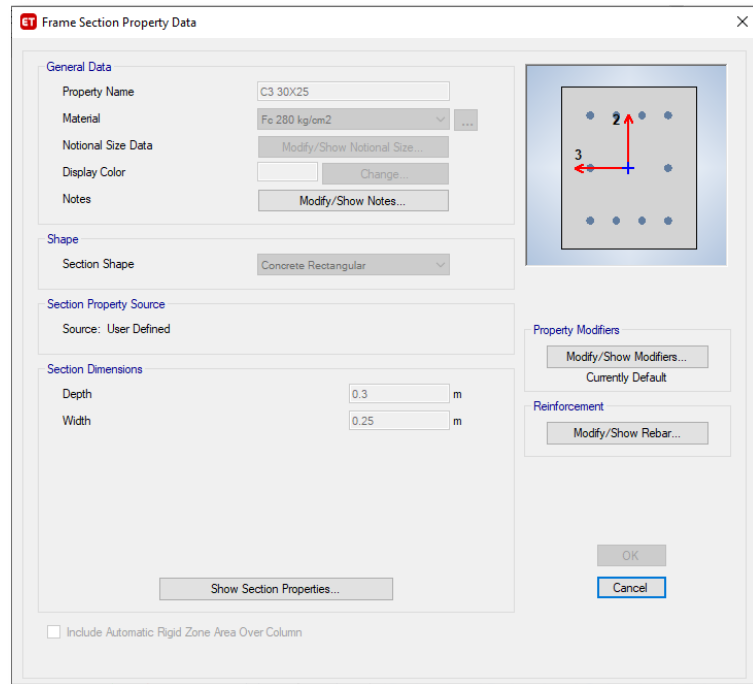 ET Frame Section Property Data
General Data
Property Name C3 30X25
Material Fc 280 kg/cm2 ...
Notional Size Data Modify/Show Notional Size...
Display Color Change...
Notes Modify/Show Notes...
Shape
Section Shape Concrete Rectangular
Section Property Source
Source: User Defined
Section Dimensions
Depth 0.3 m
Width 0.25 m
Show Section Properties...
Include Automatic Rigid Zone Area Over Column
2
3
Property Modifiers
Modify/Show Modifiers...
Currently Default
Reinforcement
Modify/Show Rebar...
OK
Cancel